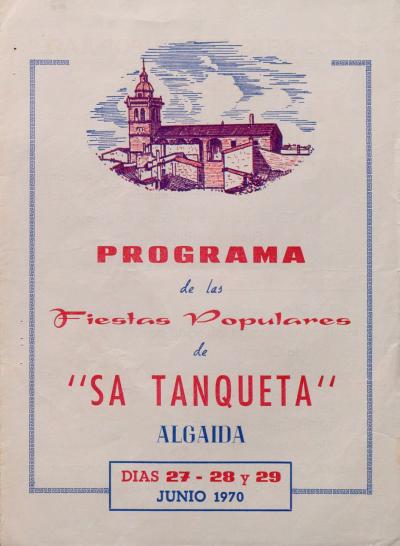 PROGRAMA
de las
Fiestas Populares
de
"SA TANQUETA"
ALGAIDA
DIAS 27 - 28 y 29
JUNIO 1970